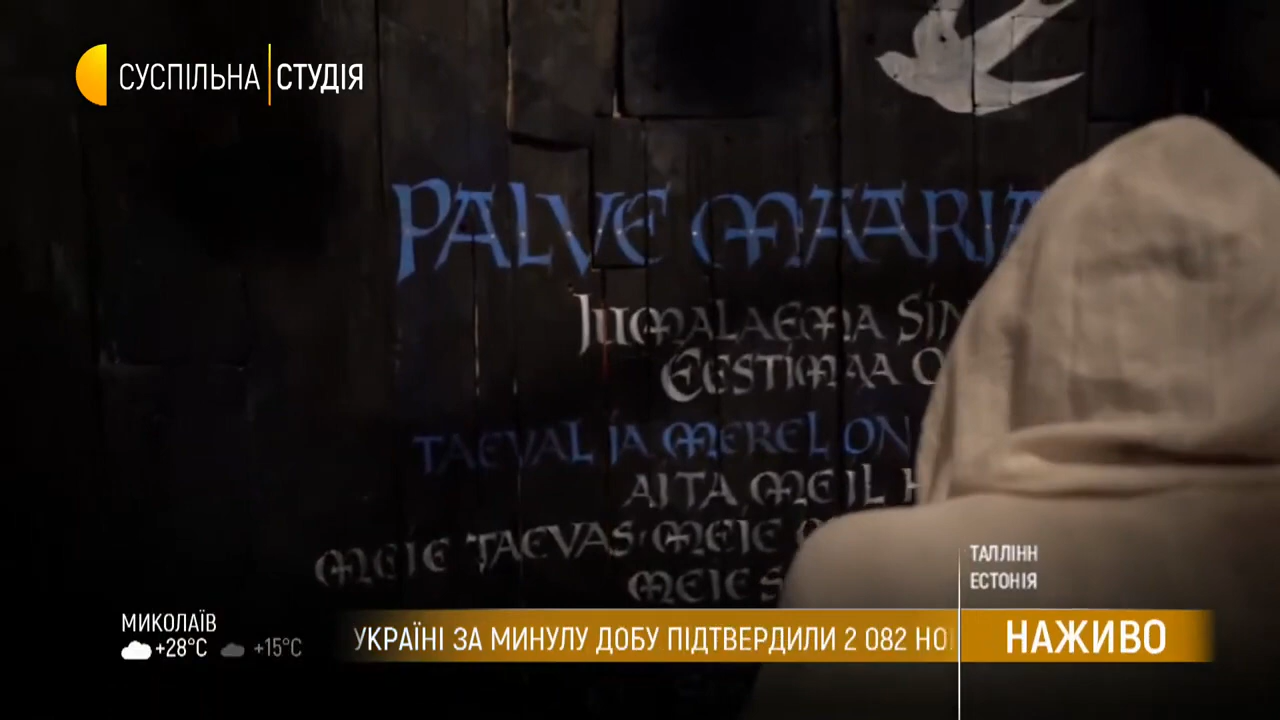 СУСПІЛЬНА СТУДІЯ
PALVE MAARIA
JUMALAEMA SIN
EESTIMAA
TAEVAL JA MEREL ON
AITA MEIL
MEIE TAEVAS MEIE
MEIE
ТАЛЛІНН
ЕСТОНІЯ
МИКОЛАЇВ
+28°C +15°C
УКРАЇНІ ЗА МИНУЛУ ДОБУ ПІДТВЕРДИЛИ 2 082
НАЖИВО